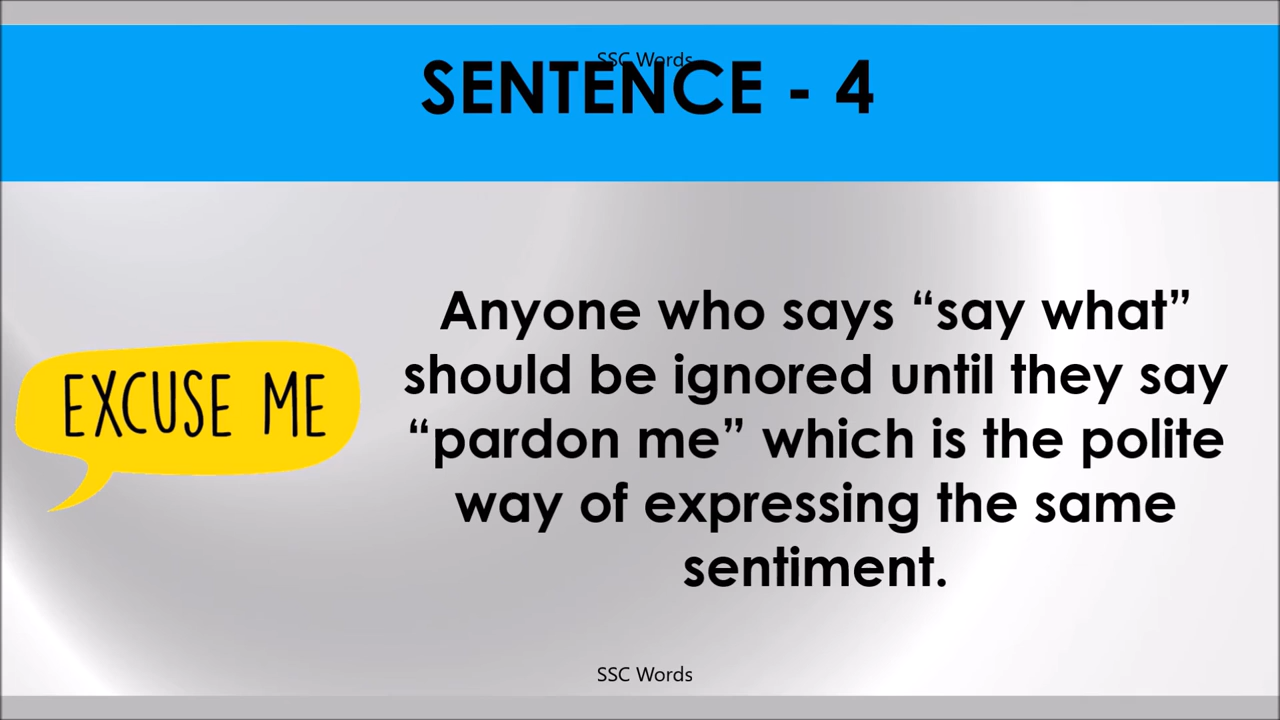 SSC Words
SENTENCE - 4
EXCUSE ME
Anyone who says “say what”
should be ignored until they say
“pardon me” which is the polite
way of expressing the same
sentiment.
SSC Words